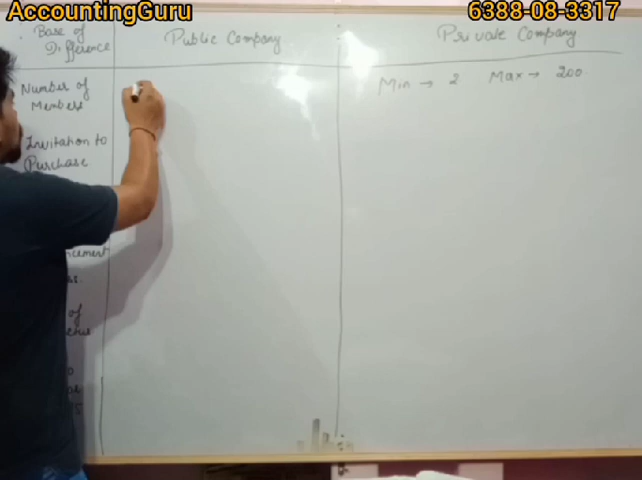 AccountingGuru
6388-08-3317
Base of
Difference
Public Company
Private Company
Number of
Members
Min → 2 Max → 200
Invitation to
Purchase
of